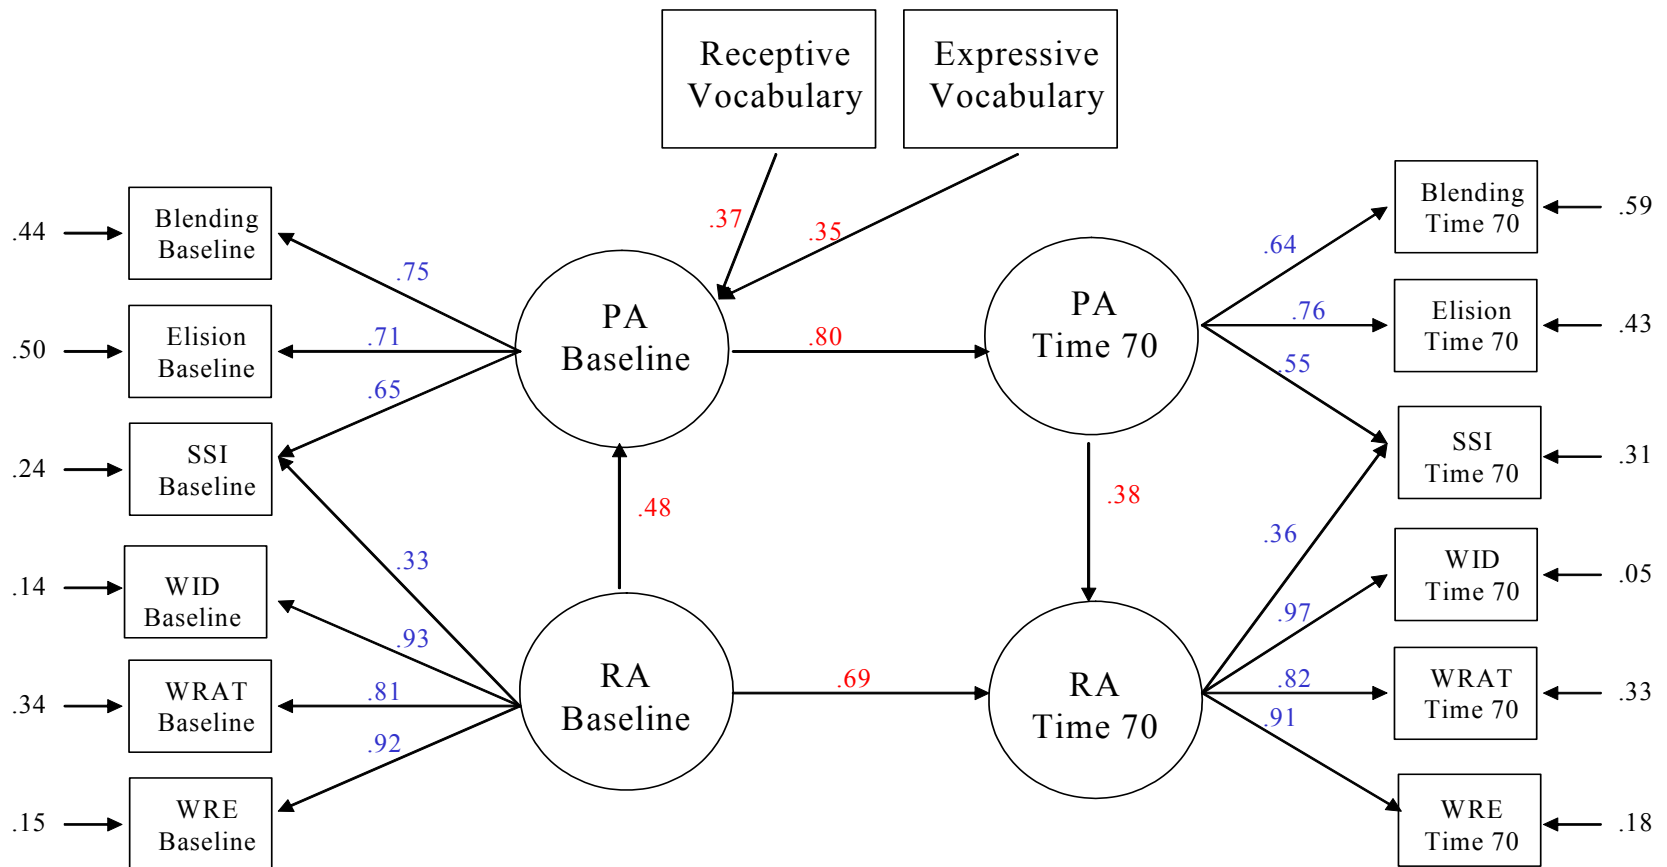 Receptive
Vocabulary
Expressive
Vocabulary
.37
.35
.44
Blending
Baseline
.75
.50
Elision
Baseline
.71
.65
.24
SSI
Baseline
.33
.14
WID
Baseline
.93
.34
WRAT
Baseline
.81
.92
.15
WRE
Baseline
PA
Baseline
.80
PA
Time 70
.48
.38
RA
Baseline
.69
RA
Time 70
.64
Blending
Time 70
.59
.76
Elision
Time 70
.43
.55
SSI
Time 70
.31
.36
WID
Time 70
.05
.97
.82
WRAT
Time 70
.33
.91
WRE
Time 70
.18